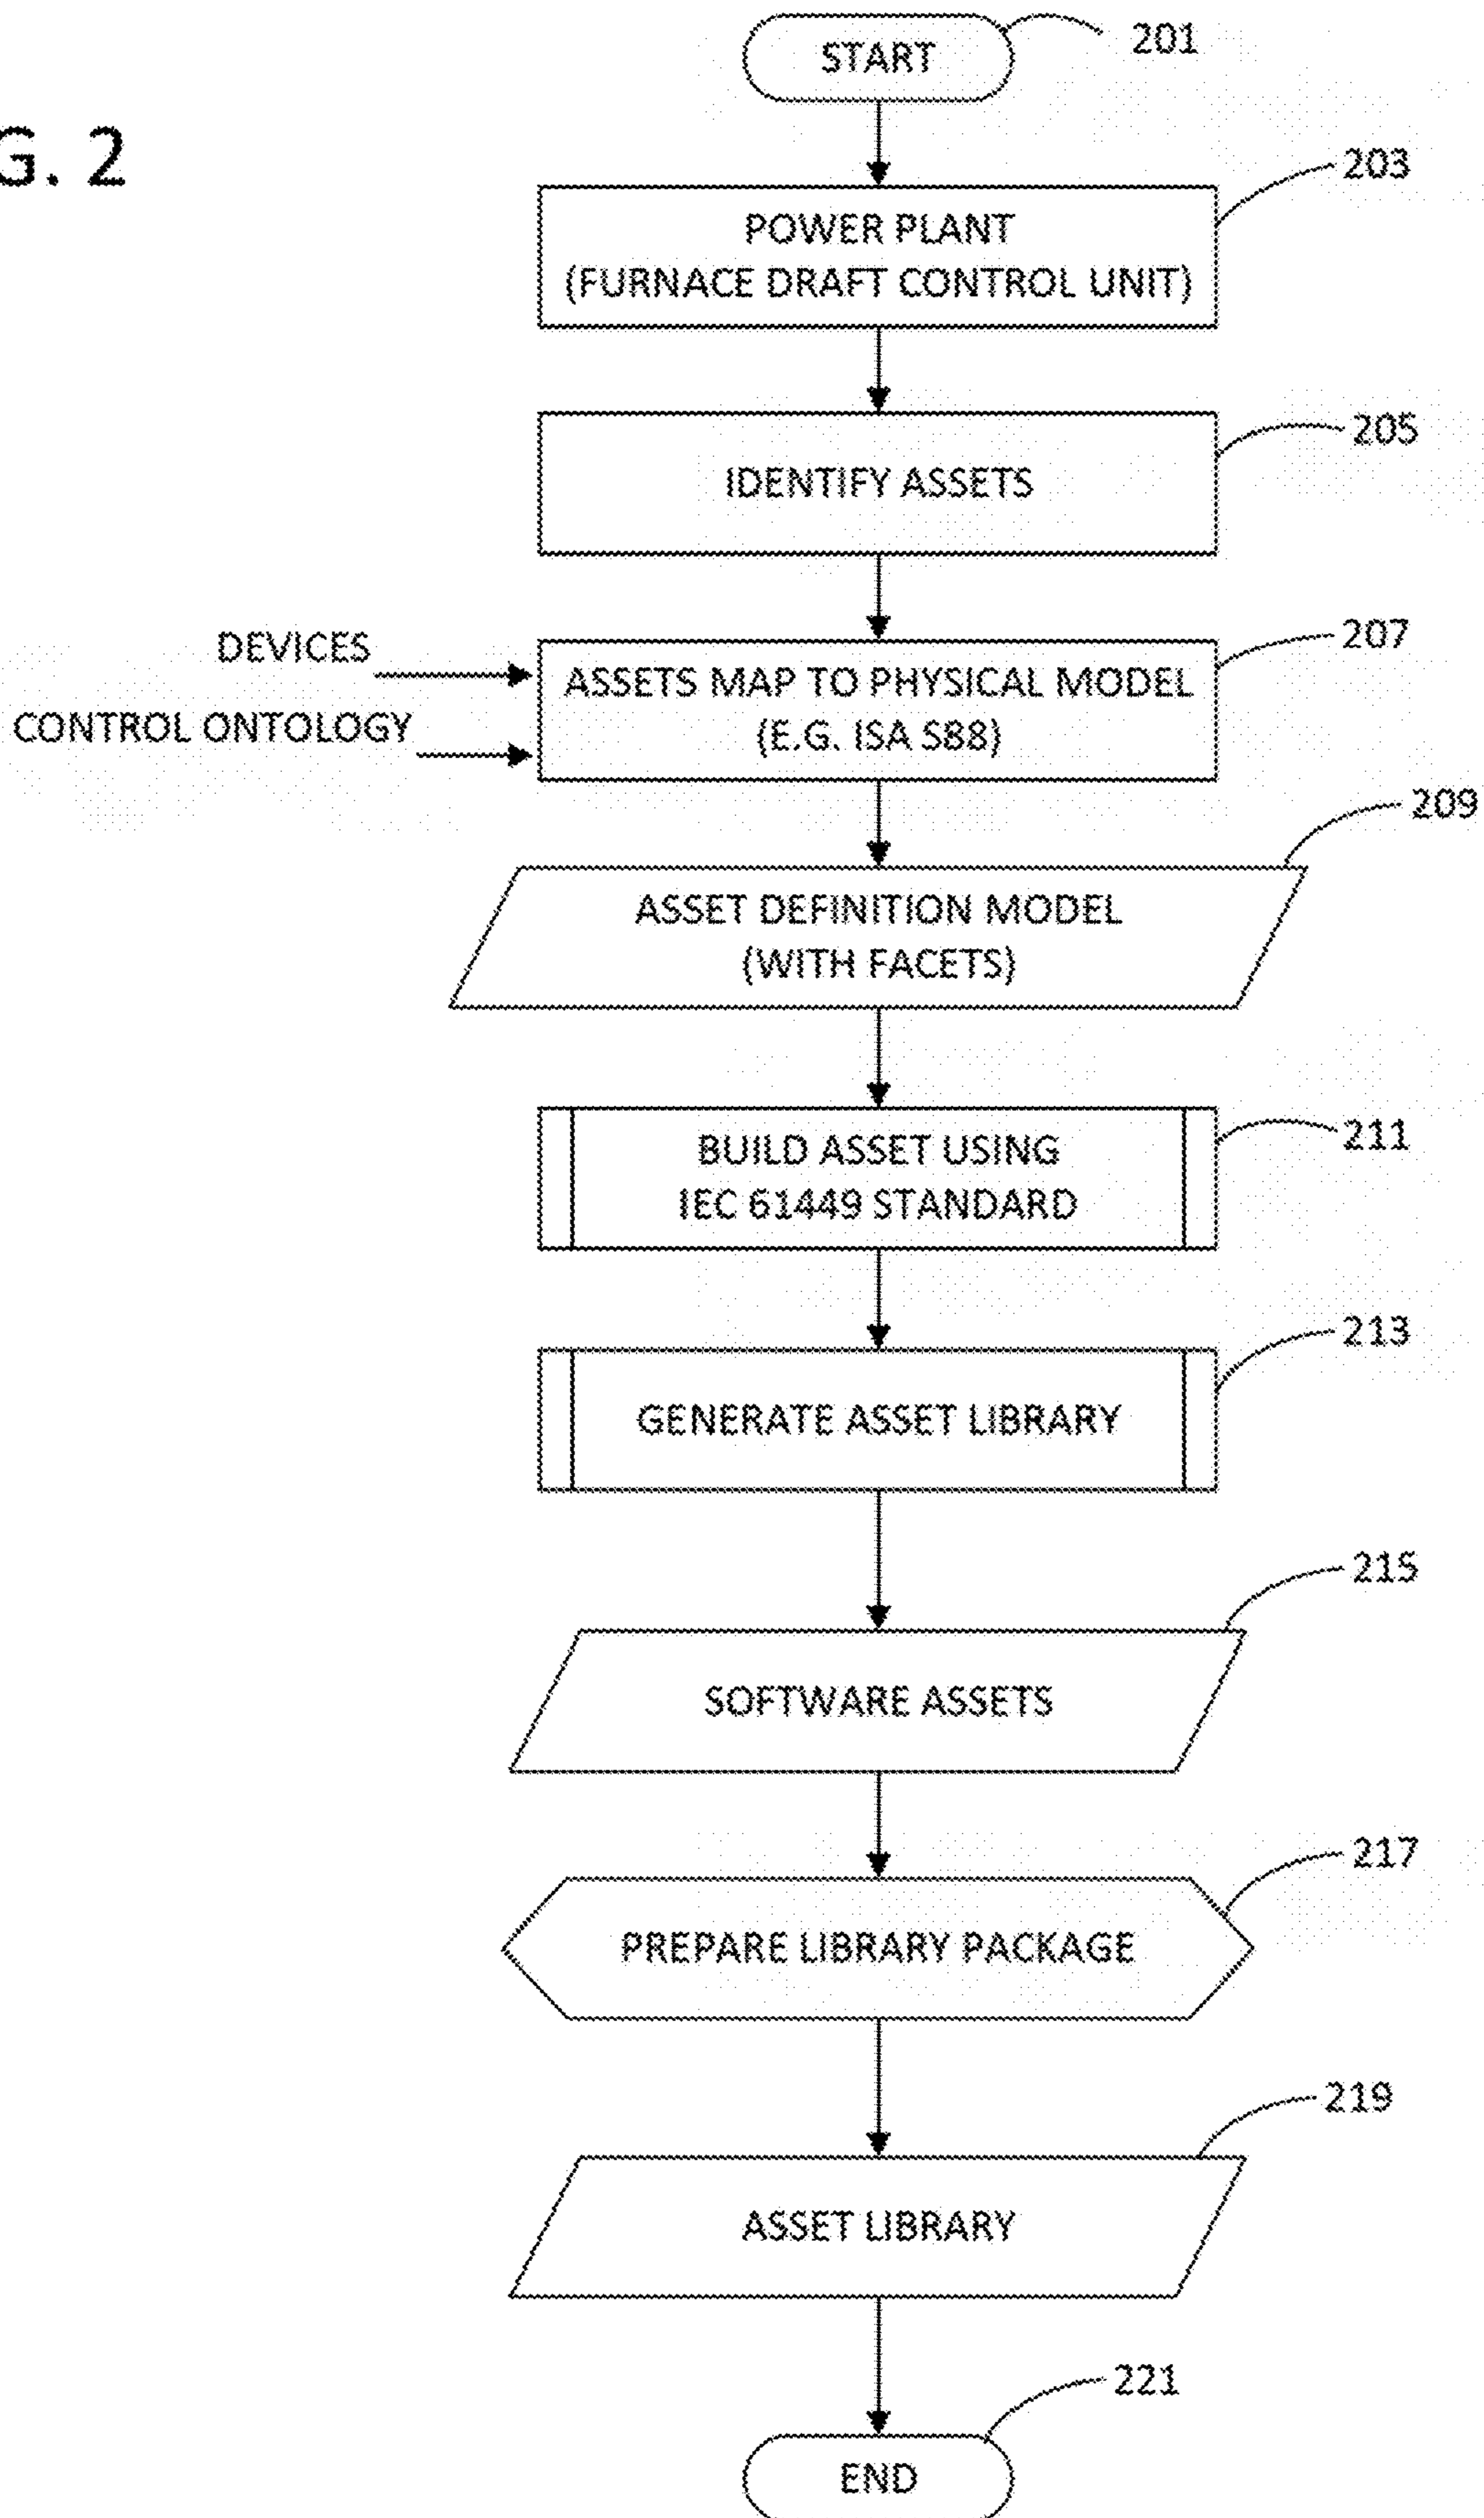 G. 2
START
201
POWER PLANT
(FURNACE DRAFT CONTROL UNIT)
203
IDENTIFY ASSETS
205
DEVICES
CONTROL ONTOLOGY
ASSETS MAP TO PHYSICAL MODEL
(E.G. ISA S88)
207
ASSET DEFINITION MODEL
(WITH FACETS)
209
BUILD ASSET USING
IEC 61449 STANDARD
211
GENERATE ASSET LIBRARY
213
SOFTWARE ASSETS
215
PREPARE LIBRARY PACKAGE
217
ASSET LIBRARY
219
END
221